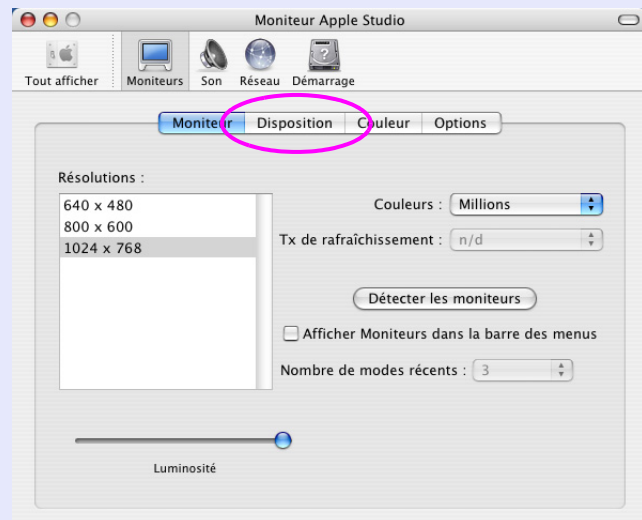 Moniteur Apple Studio
Tout afficher Moniteurs Son Réseau Démarrage
Moniteur Disposition Couleur Options
Résolutions :
640 x 480
800 x 600
1024 x 768
Couleurs : Millions
Tx de rafraîchissement : n/d
Détecter les moniteurs
Afficher Moniteurs dans la barre des menus
Nombre de modes récents : 3
Luminosité